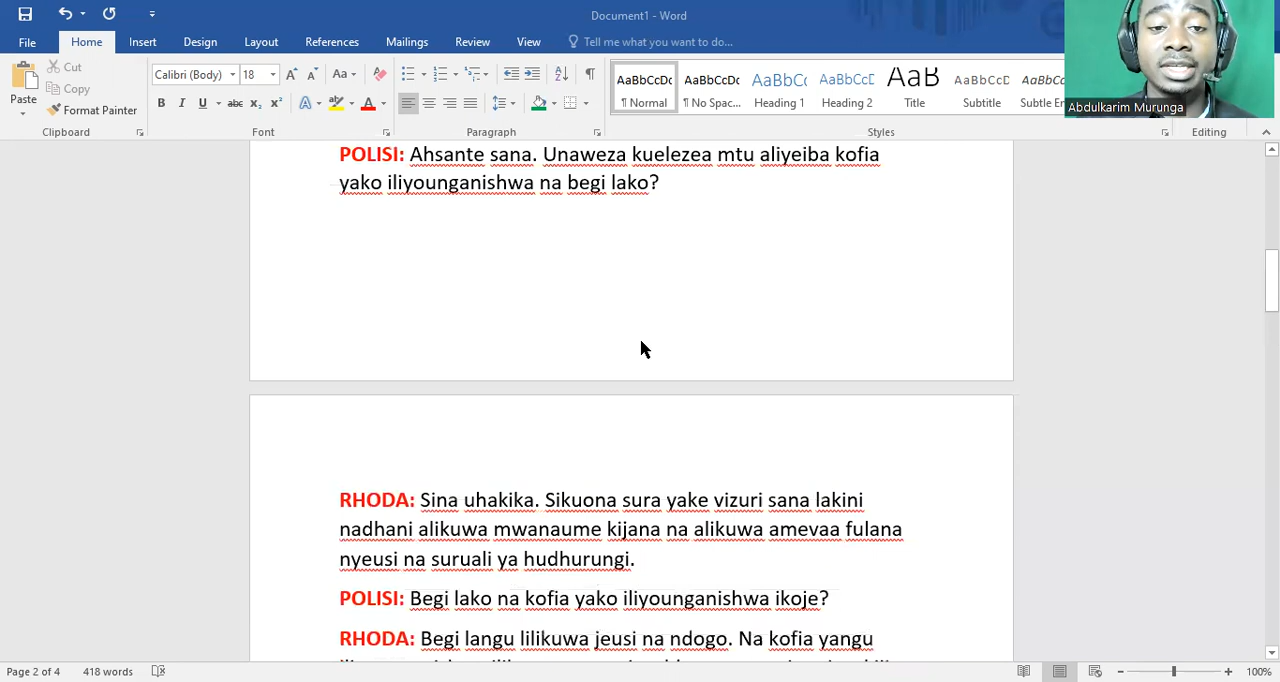 Document1 - Word
File Home Insert Design Layout References Mailings Review View Tell me what you want to do...
Cut
Copy
Paste
Format Painter
Calibri (Body) 18
Clipboard Font Paragraph Styles Editing
AaBbCcDc AaBbCcDc AaBbC AaBbCcE AaB AaBbCcD
¶ Normal ¶ No Spac... Heading 1 Heading 2 Title Subtitle Subtle Em
Abdulkarim Murunga
POLISI: Ahsante sana. Unaweza kuelezea mtu aliyeiba kofia
yako iliyounganishwa na begi lako?
RHODA: Sina uhakika. Sikuona sura yake vizuri sana lakini
nadhani alikuwa mwanaume kijana na alikuwa amevaa fulana
nyeusi na suruali ya hudhurungi.
POLISI: Begi lako na kofia yako iliyounganishwa ikoje?
RHODA: Begi langu lilikuwa jeusi na ndogo. Na kofia yangu
Page 2 of 4 418 words 100%